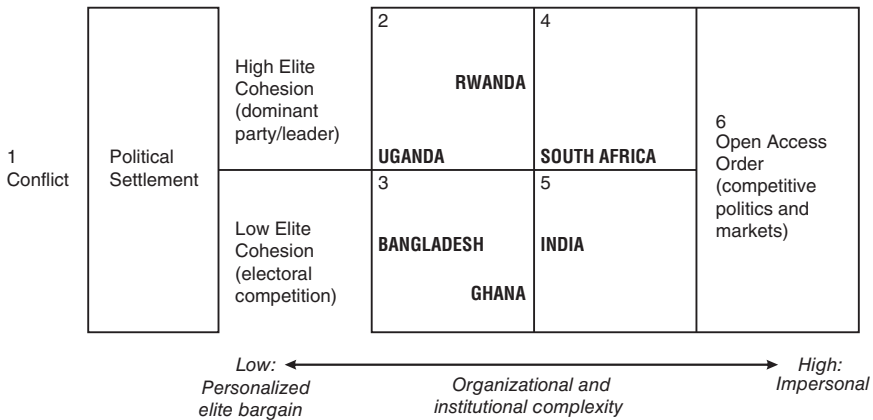 1
Conflict
Political
Settlement
High Elite
Cohesion
(dominant
party/leader)
Low Elite
Cohesion
(electoral
competition)
2
RWANDA
UGANDA
3
BANGLADESH
GHANA
4
SOUTH AFRICA
5
INDIA
6
Open Access
Order
(competitive
politics and
markets)
Low:
Personalized
elite bargain
Organizational and
institutional complexity
High:
Impersonal